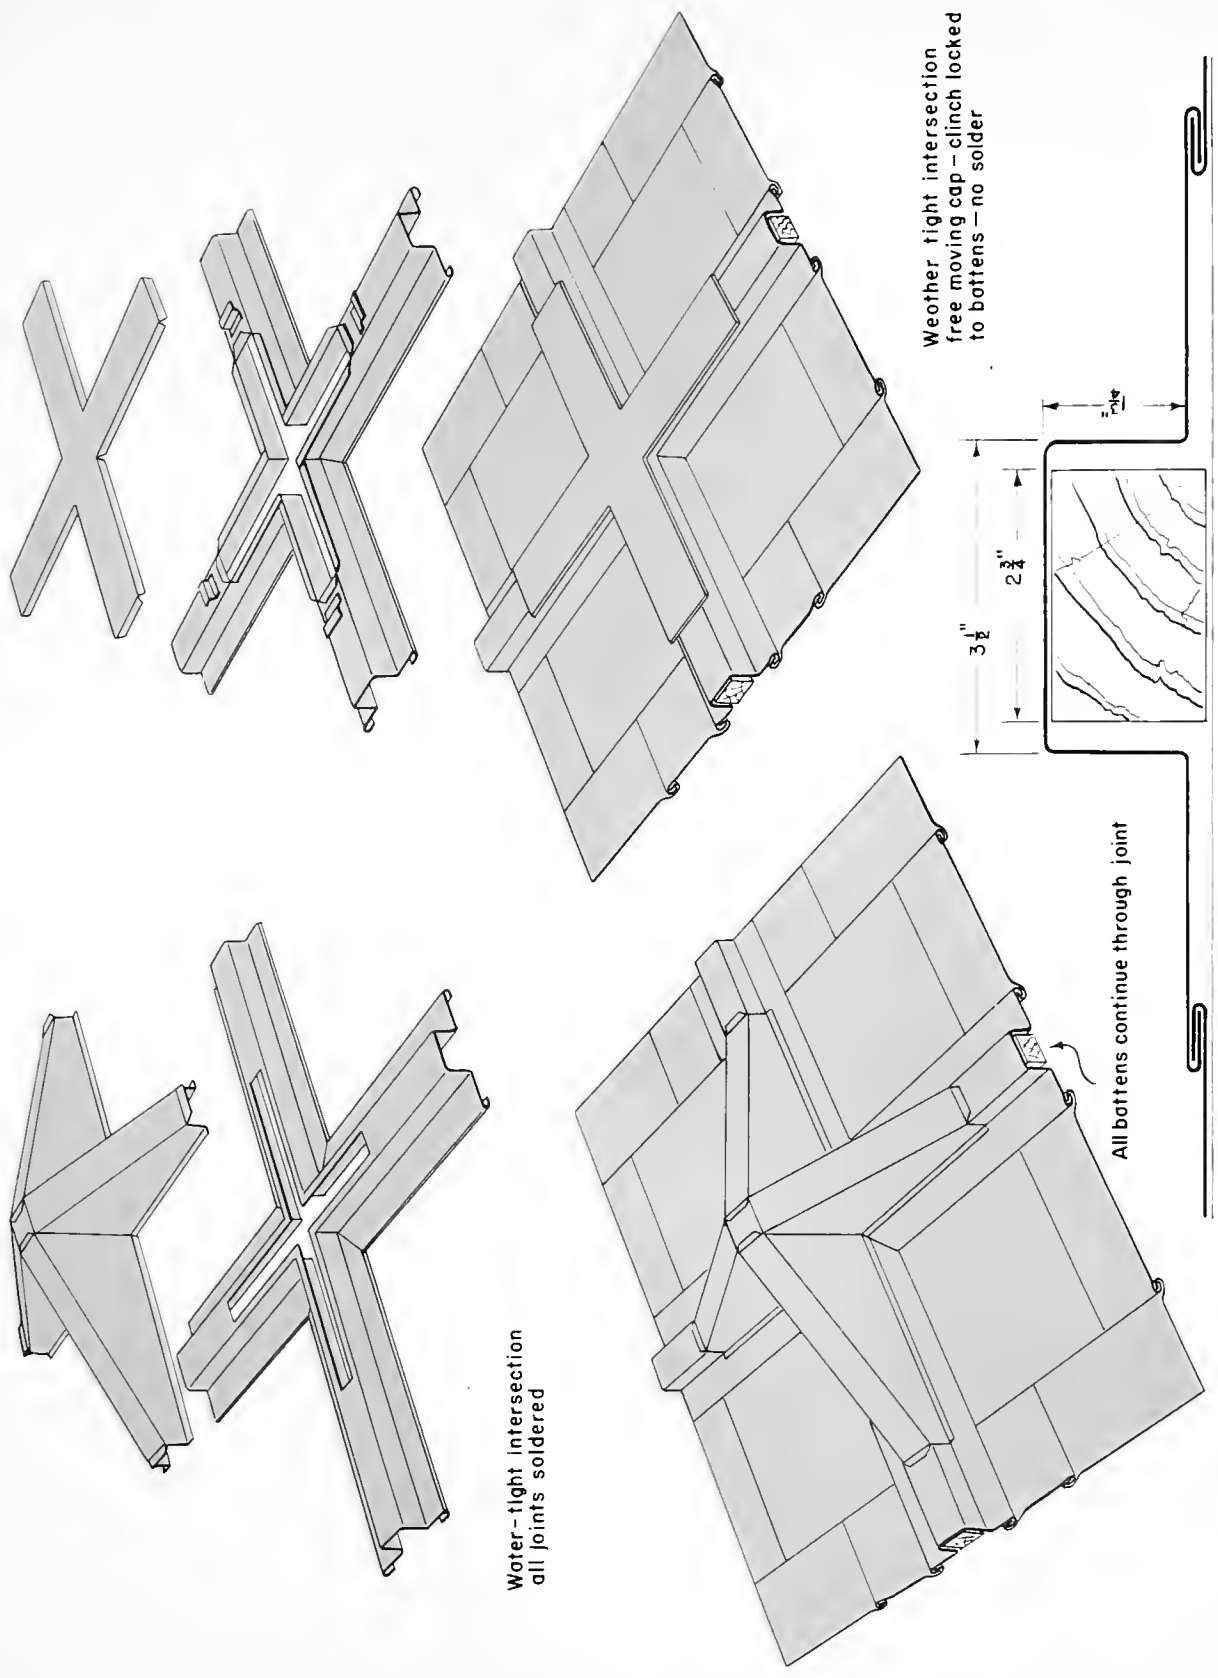 Water-tight intersection
all joints soldered
Weather tight intersection
free moving cap – clinch locked
to battens – no solder
All battens continue through joint
3 1/2"
2 3/4"